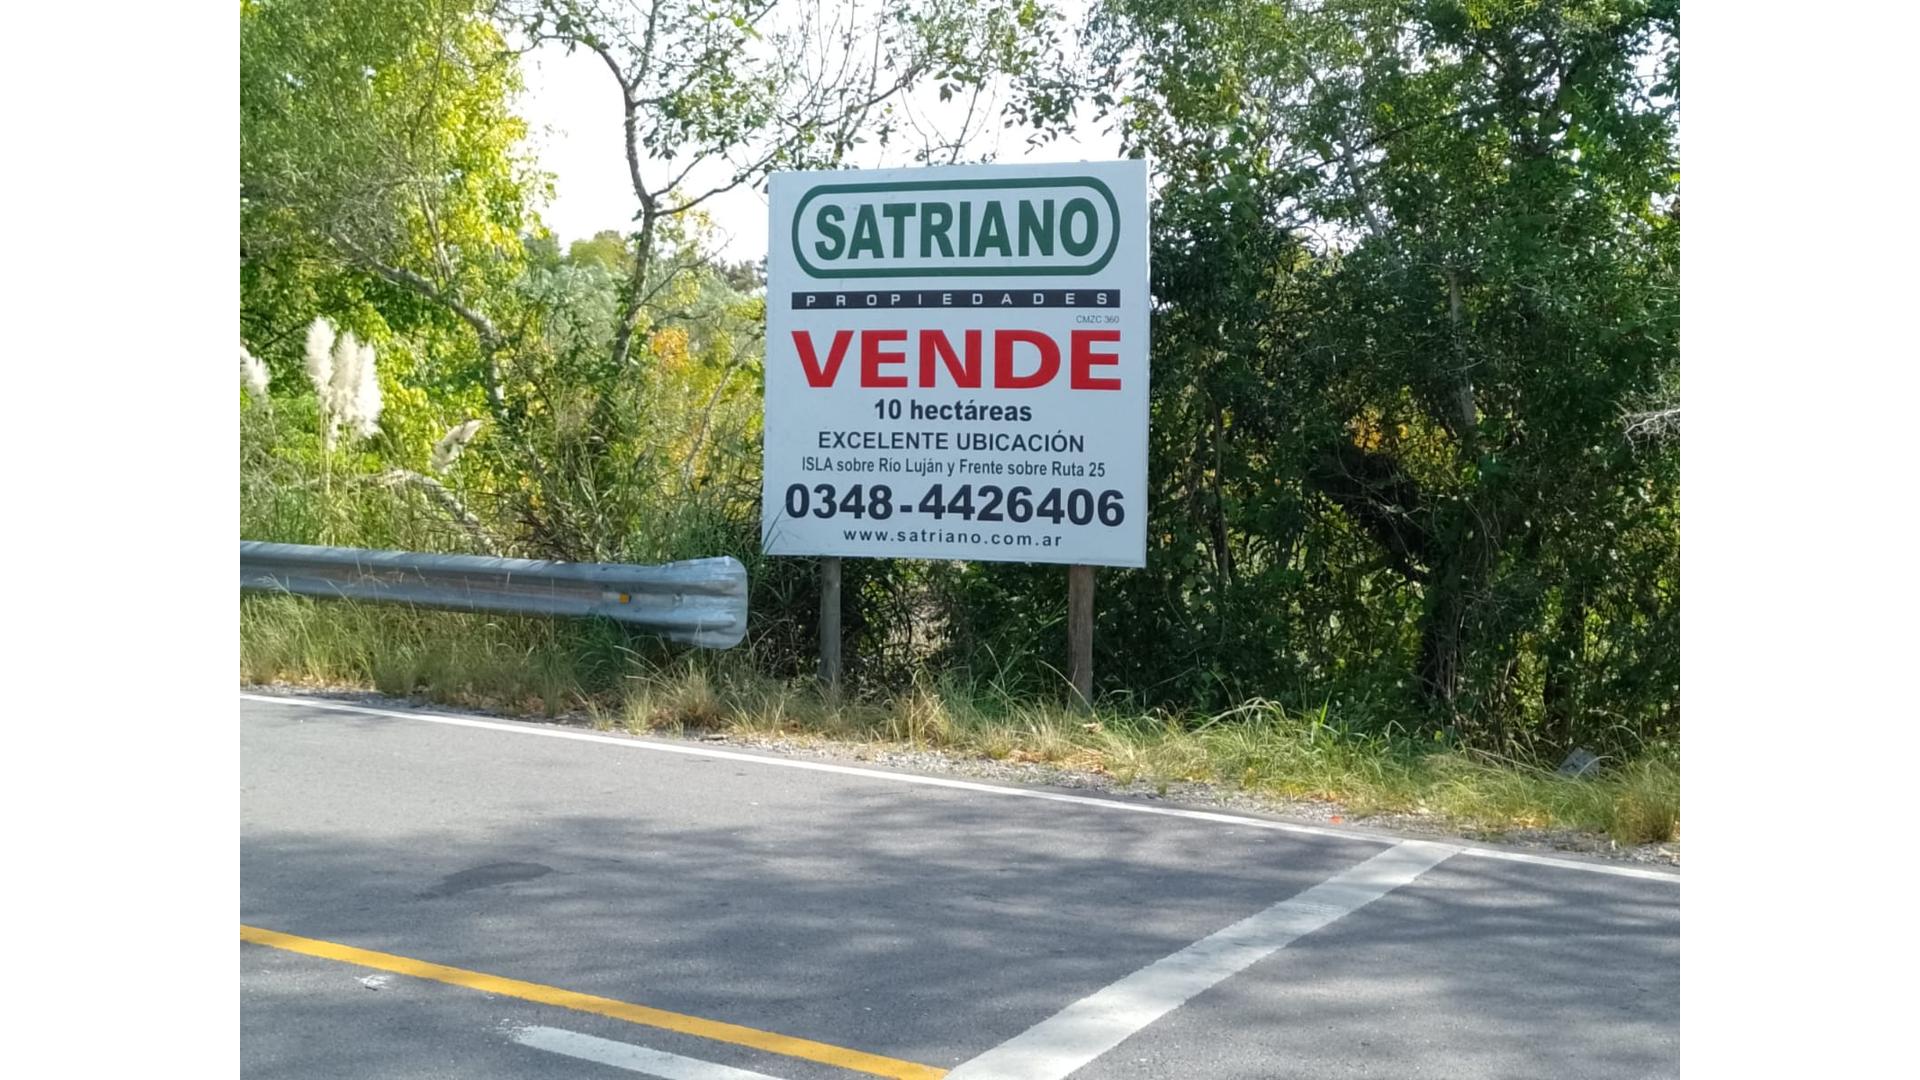 SATRIANO
PROPIEDADES
CMZC 360
VENDE
10 hectáreas
EXCELENTE UBICACIÓN
ISLA sobre Río Luján y Frente sobre Ruta 25
0348-4426406
www.satriano.com.ar